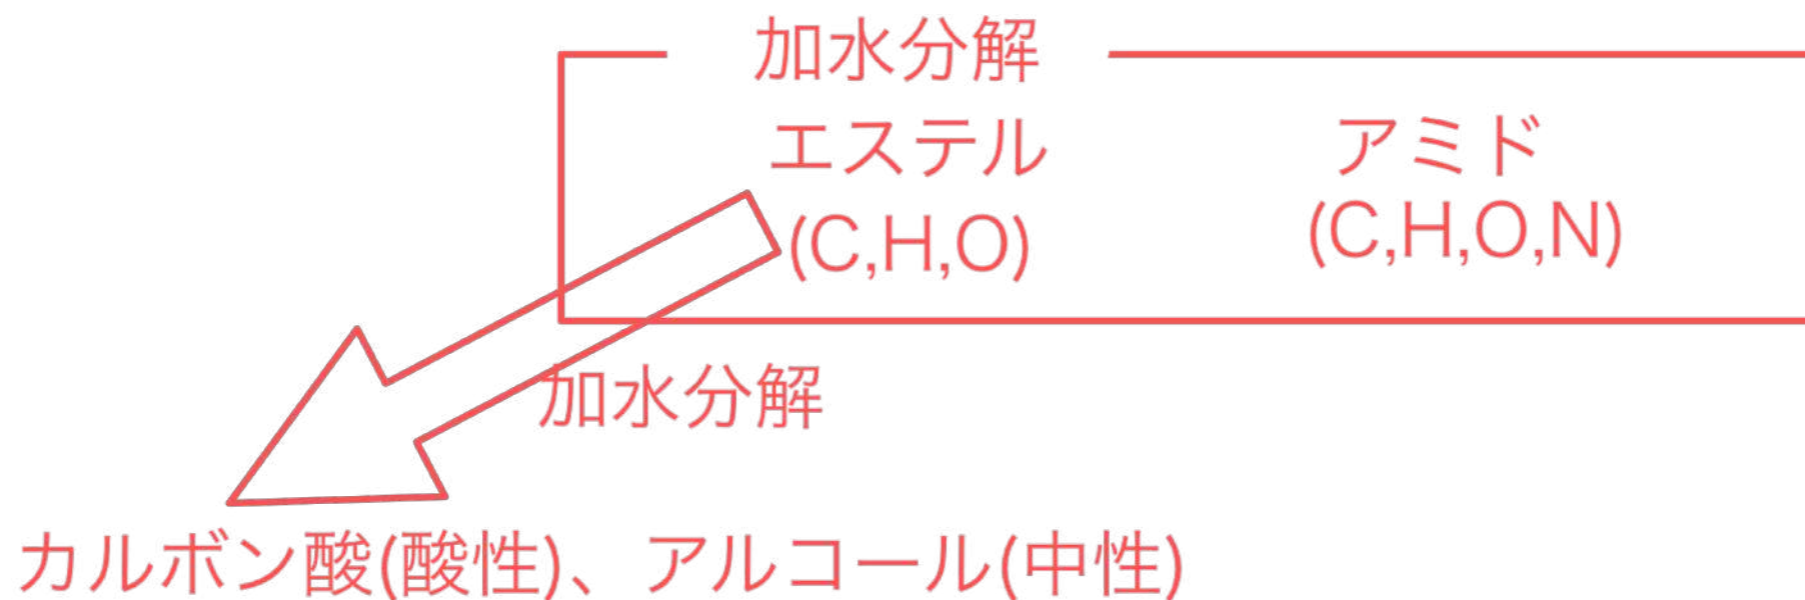 加水分解
エステル アミド
(C,H,O) (C,H,O,N)
加水分解
カルボン酸(酸性)、アルコール(中性)